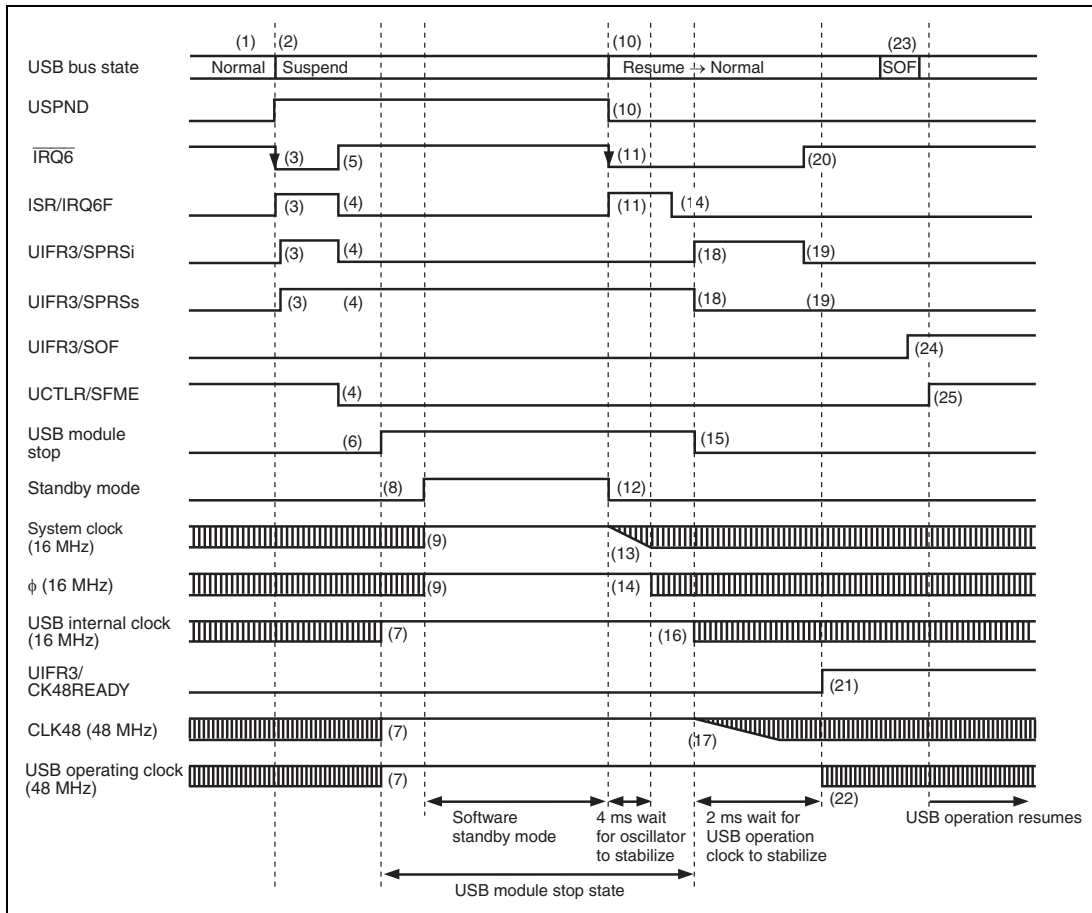 (1) (2) (10) (23)
USB bus state Normal Suspend Resume → Normal SOF
USPND (10)
IRQ6 (3) (5) (11) (20)
ISR/IRQ6F (3) (4) (11) (14)
UIFR3/SPRSi (3) (4) (18) (19)
UIFR3/SPRSs (3) (4) (18) (19)
UIFR3/SOF (24)
UCTLR/SFME (4) (25)
USB module
stop (6) (15)
Standby mode (8) (12)
System clock
(16 MHz) (9) (13)
ϕ (16 MHz) (9) (14)
USB internal clock
(16 MHz) (7) (16)
UIFR3/
CK48READY (21)
CLK48 (48 MHz) (7) (17)
USB operating clock
(48 MHz) (7) (22)
Software
standby mode
4 ms wait
for oscillator
to stabilize
2 ms wait for
USB operation
clock to stabilize
USB operation resumes
USB module stop state